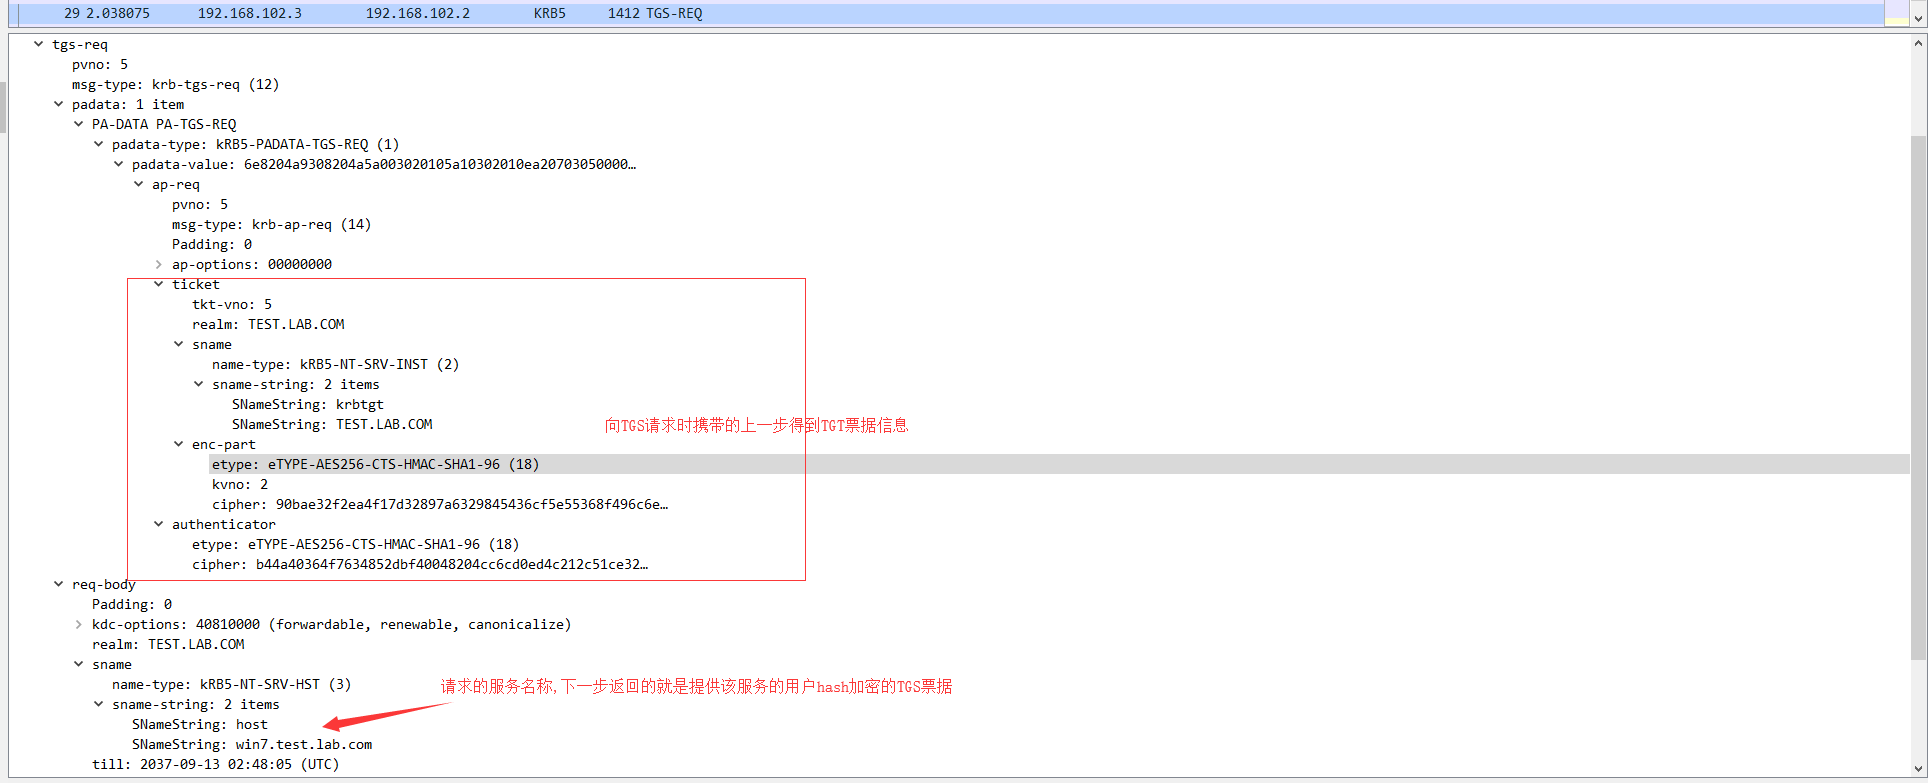 29 2.038075 192.168.102.3 192.168.102.2 KRB5 1412 TGS-REQ
tgs-req
pvno: 5
msg-type: krb-tgs-req (12)
padata: 1 item
PA-DATA PA-TGS-REQ
padata-type: kRB5-PADATA-TGS-REQ (1)
padata-value: 6e8204a9308204a5a003020105a10302010ea20703050000…
ap-req
pvno: 5
msg-type: krb-ap-req (14)
Padding: 0
ap-options: 00000000
ticket
tkt-vno: 5
realm: TEST.LAB.COM
sname
name-type: kRB5-NT-SRV-INST (2)
sname-string: 2 items
SNameString: krbtgt
SNameString: TEST.LAB.COM
向TGS请求时携带的上一步得到TGT票据信息
enc-part
etype: eTYPE-AES256-CTS-HMAC-SHA1-96 (18)
kvno: 2
cipher: 90bae32f2ea4f17d32897a6329845436cf5e55368f496c6e…
authenticator
etype: eTYPE-AES256-CTS-HMAC-SHA1-96 (18)
cipher: b44a40364f7634852dbf40048204cc6cd0ed4c212c51ce32…
req-body
Padding: 0
kdc-options: 40810000 (forwardable, renewable, canonicalize)
realm: TEST.LAB.COM
sname
name-type: kRB5-NT-SRV-HST (3)
请求的服务名称,下一步返回的就是提供该服务的用户hash加密的TGS票据
sname-string: 2 items
SNameString: host
SNameString: win7.test.lab.com
till: 2037-09-13 02:48:05 (UTC)